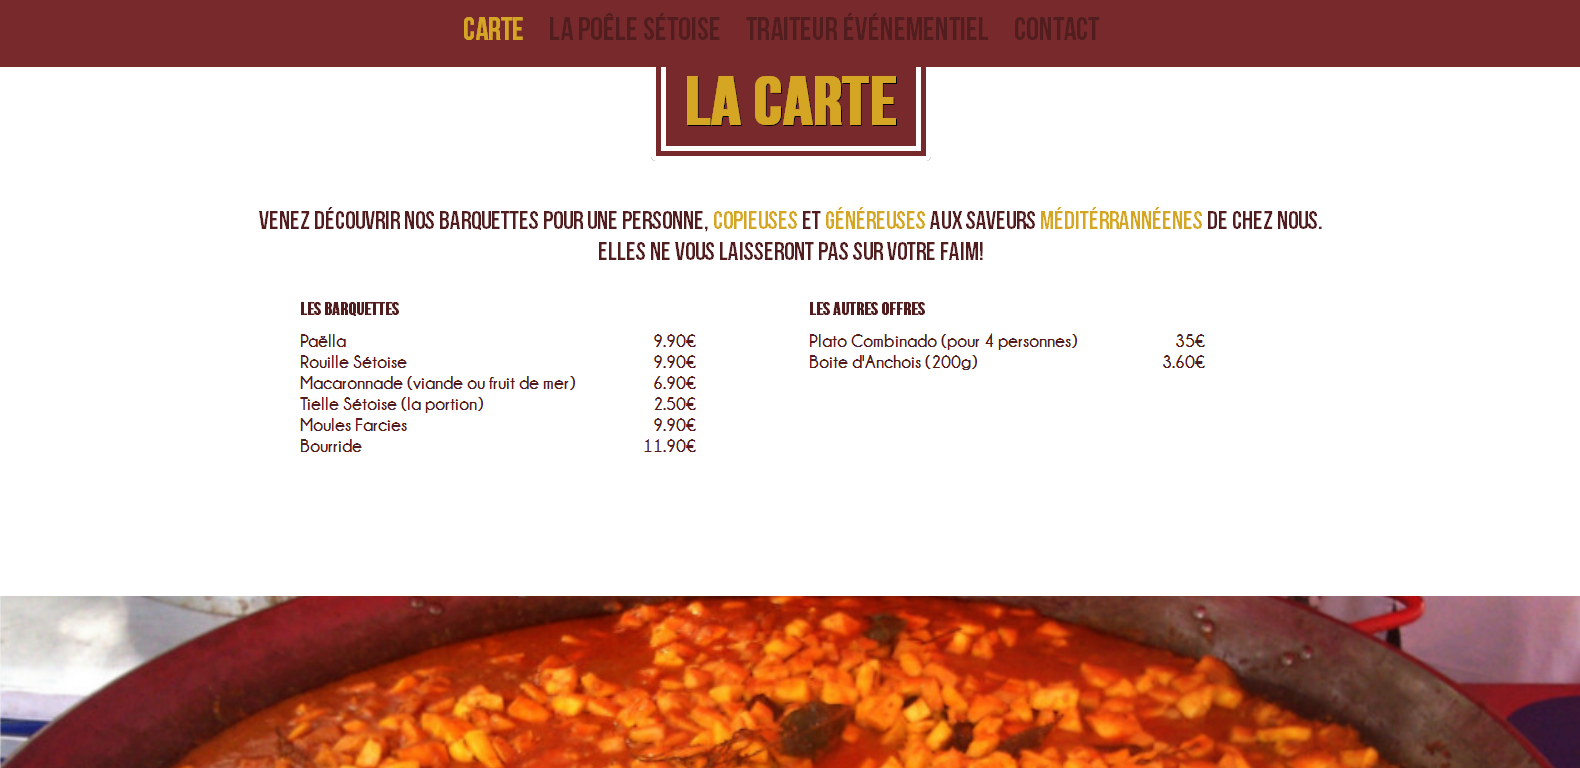 CARTE LA POÊLE SÉTOISE TRAITEUR ÉVÉNEMENTIEL CONTACT
LA CARTE
VENEZ DÉCOUVRIR NOS BARQUETTES POUR UNE PERSONNE, COPIEUSES ET GÉNÉREUSES AUX SAVEURS MÉDITÉRRANNÉENES DE CHEZ NOUS.
ELLES NE VOUS LAISSERONT PAS SUR VOTRE FAIM!
LES BARQUETTES
Paëlla 9.90€
Rouille Sétoise 9.90€
Macaronnade (viande ou fruit de mer) 6.90€
Tielle Sétoise (la portion) 2.50€
Moules Farcies 9.90€
Bourride 11.90€
LES AUTRES OFFRES
Plato Combinado (pour 4 personnes) 35€
Boite d'Anchois (200g) 3.60€